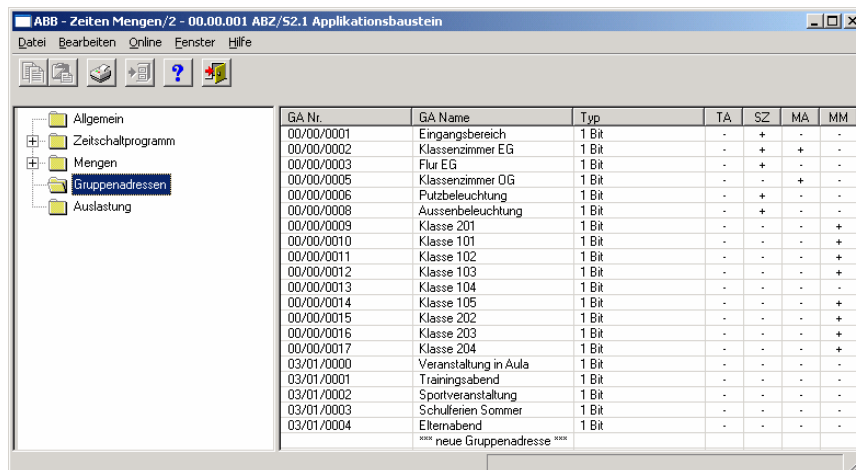 ABB - Zeiten Mengen/2 - 00.00.001 ABZ/S2.1 Applikationsbaustein
Datei Bearbeiten Online Fenster Hilfe
Allgemein
Zeitschaltprogramm
Mengen
Gruppenadressen
Auslastung
GA Nr. GA Name Typ TA SZ MA MM
00/00/0001 Eingangsbereich 1 Bit - + - -
00/00/0002 Klassenzimmer EG 1 Bit - + + -
00/00/0003 Flur EG 1 Bit - + - -
00/00/0005 Klassenzimmer OG 1 Bit - - + -
00/00/0006 Putzbeleuchtung 1 Bit - + - -
00/00/0008 Aussenbeleuchtung 1 Bit - + - -
00/00/0009 Klasse 201 1 Bit - - - +
00/00/0010 Klasse 101 1 Bit - - - +
00/00/0011 Klasse 102 1 Bit - - - +
00/00/0012 Klasse 103 1 Bit - - - +
00/00/0013 Klasse 104 1 Bit - - - -
00/00/0014 Klasse 105 1 Bit - - - +
00/00/0015 Klasse 202 1 Bit - - - +
00/00/0016 Klasse 203 1 Bit - - - +
00/00/0017 Klasse 204 1 Bit - - - +
03/01/0000 Veranstaltung in Aula 1 Bit - - - -
03/01/0001 Trainingsabend 1 Bit - - - -
03/01/0002 Sportveranstaltung 1 Bit - - - -
03/01/0003 Schulferien Sommer 1 Bit - - - -
03/01/0004 Elternabend 1 Bit - - - -
*** neue Gruppenadresse ***